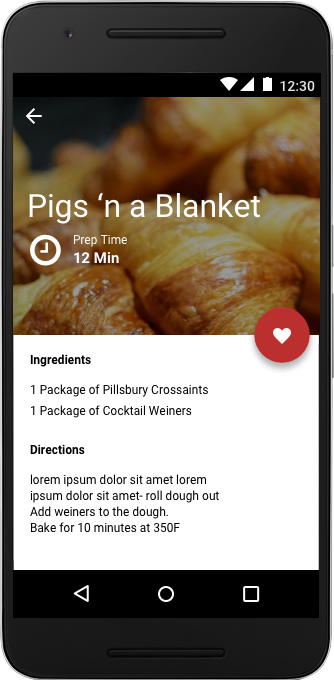 12:30
Pigs ‘n a Blanket
Prep Time
12 Min
Ingredients
1 Package of Pillsbury Crossaints
1 Package of Cocktail Weiners
Directions
lorem ipsum dolor sit amet lorem
ipsum dolor sit amet- roll dough out
Add weiners to the dough.
Bake for 10 minutes at 350F